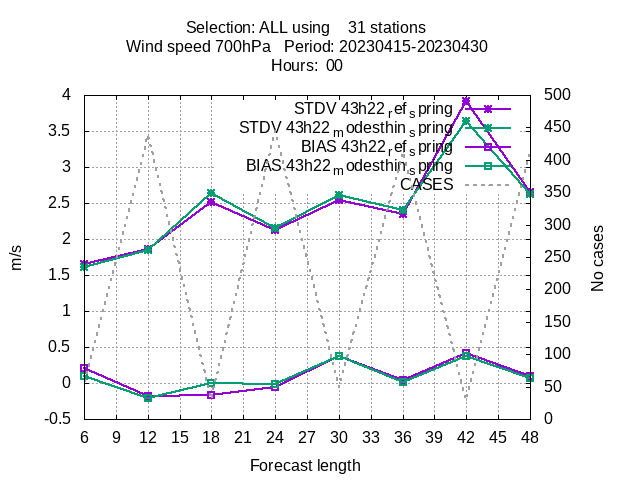 Selection: ALL using 31 stations
Wind speed 700hPa Period: 20230415-20230430
Hours: 00
STDV 43h22_ref_spring
STDV 43h22_modesthin_spring
BIAS 43h22_ref_spring
BIAS 43h22_modesthin_spring
CASES
4
3.5
3
2.5
2
1.5
1
0.5
0
-0.5
m/s
500
450
400
350
300
250
200
150
100
50
0
No cases
6 9 12 15 18 21 24 27 30 33 36 39 42 45 48
Forecast length